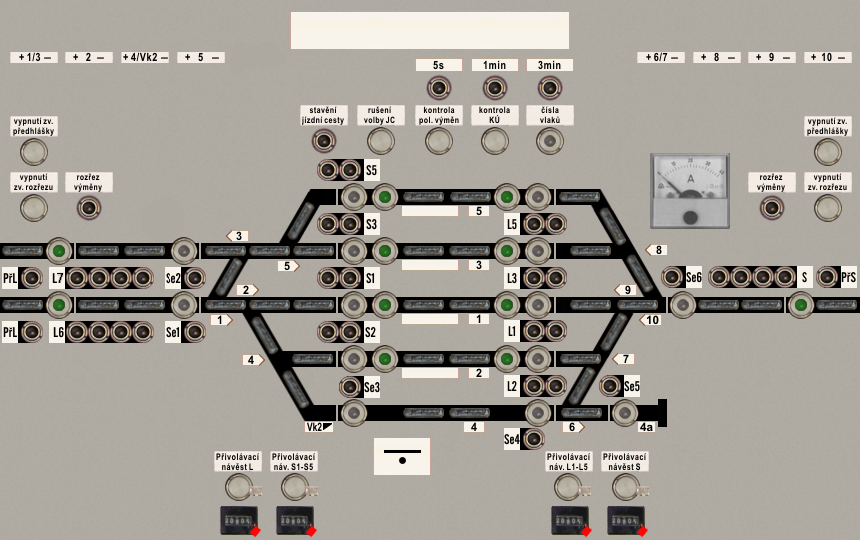 + 1/3 —
+ 2 —
+ 4/Vk2 —
+ 5 —
+ 6/7 —
+ 8 —
+ 9 —
+ 10 —
5s
1min
3min
stavění
jízdní cesty
rušení
volby JC
kontrola
pol. výměn
kontrola
KÚ
čísla
vlaků
vypnutí zv.
předhlášky
vypnutí zv.
předhlášky
vypnutí
zv. rozřezu
rozřez
výměny
A
rozřez
výměny
vypnutí
zv. rozřezu
S5
5
S3
L5
3
8
5
3
PřL
L7
Se2
S1
L3
Se6
S
PřS
2
9
1
1
10
PřL
L6
Se1
S2
L1
4
7
2
Se3
L2
Se5
Vk2
4
6
4a
Se4
Přivolávací
návěst L
Přivolávací
náv. S1-S5
Přivolávací
náv. L1-L5
Přivolávací
návěst S